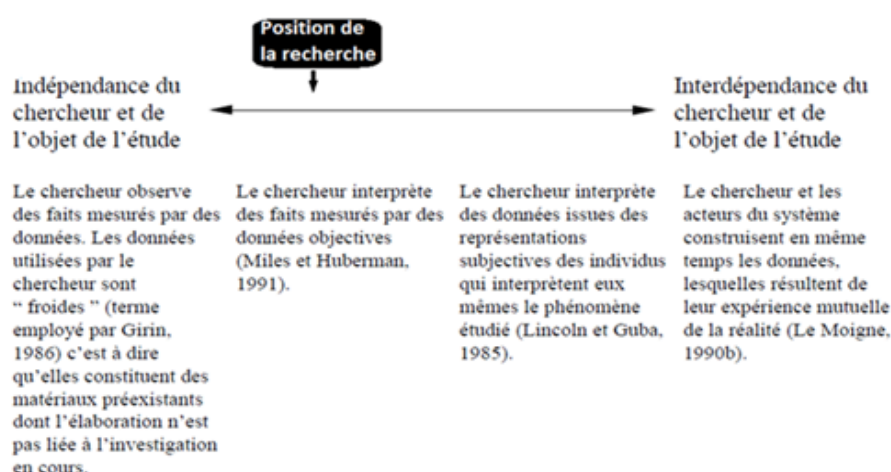 Position de
la recherche
Indépendance du
chercheur et de
l'objet de l'étude
Interdépendance du
chercheur et de
l'objet de l'étude
Le chercheur observe
des faits mesurés par des
données. Les données
utilisées par le
chercheur sont
“ froides ” (terme
employé par Girin,
1986) c'est à dire
qu'elles constituent des
matériaux préexistants
dont l'élaboration n'est
pas liée à l'investigation
en cours.
Le chercheur interprète
des faits mesurés par des
données objectives
(Miles et Huberman,
1991).
Le chercheur interprète
des données issues des
représentations
subjectives des individus
qui interprètent eux
mêmes le phénomène
étudié (Lincoln et Guba,
1985).
Le chercheur et les
acteurs du système
construisent en même
temps les données,
lesquelles résultent de
leur expérience mutuelle
de la réalité (Le Moigne,
1990b).